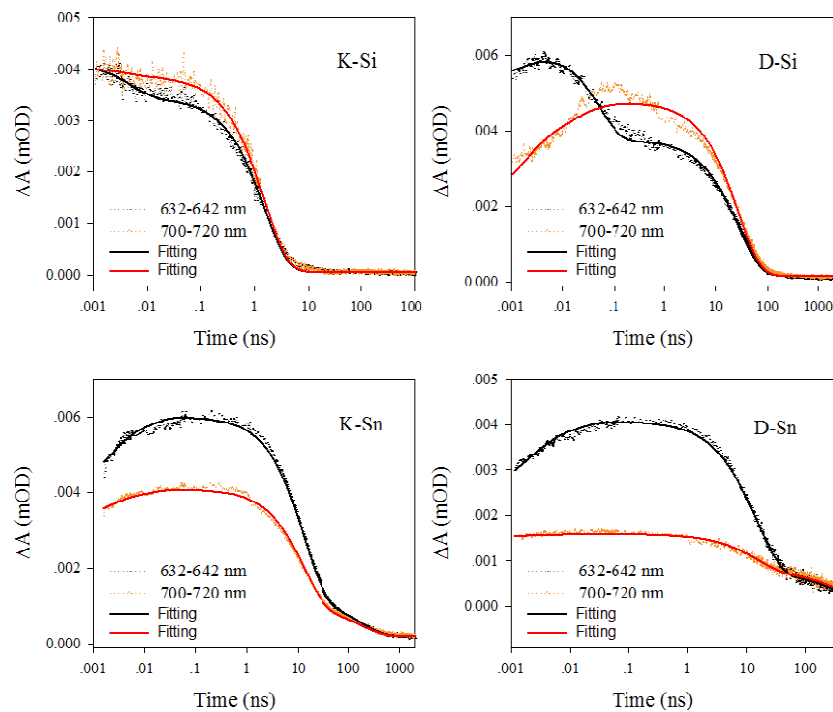 .005
.004
.003
.002
.001
0.000
ΔA (mOD)
K-Si
632-642 nm
700-720 nm
Fitting
Fitting
.001 .01 .1 1 10 100
Time (ns)
.006
.004
.002
0.000
ΔA (mOD)
D-Si
632-642 nm
700-720 nm
Fitting
Fitting
.001 .01 .1 1 10 100 1000
Time (ns)
.006
.004
.002
0.000
ΔA (mOD)
K-Sn
632-642 nm
700-720 nm
Fitting
Fitting
.001 .01 .1 1 10 100 1000
Time (ns)
.005
.004
.003
.002
.001
0.000
ΔA (mOD)
D-Sn
632-642 nm
700-720 nm
Fitting
Fitting
.001 .01 .1 1 10 100
Time (ns)